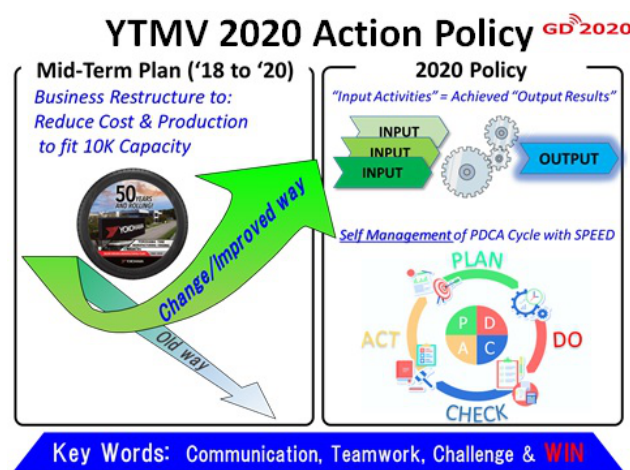 YTMV 2020 Action Policy
GD 2020
Mid-Term Plan (‘18 to ‘20)
Business Restructure to:
Reduce Cost & Production
to fit 10K Capacity
50 YEARS
AND ROLLING!
YOKOHAMA
Change/Improved way
Old way
2020 Policy
“Input Activities” = Achieved “Output Results”
INPUT
INPUT
INPUT
OUTPUT
Self Management of PDCA Cycle with SPEED
PLAN
DO
CHECK
ACT
P D
A C
Key Words: Communication, Teamwork, Challenge & WIN